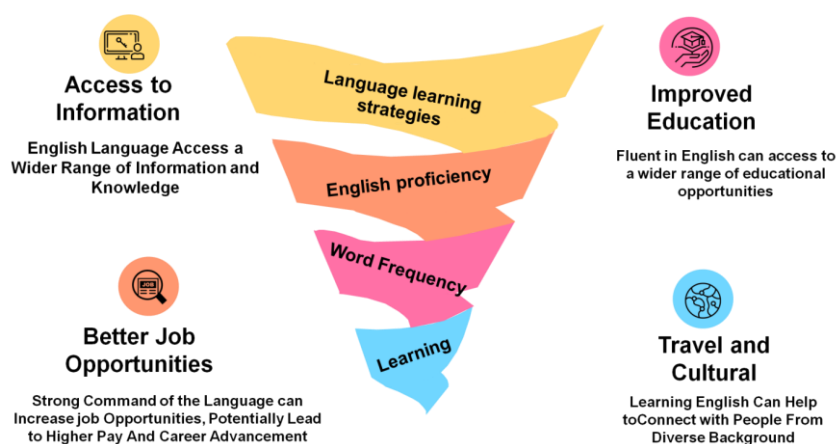 Access to
Information
English Language Access a
Wider Range of Information and
Knowledge
Language learning
strategies
English proficiency
Word Frequency
Learning
Improved
Education
Fluent in English can access to
a wider range of educational
opportunities
JOB
Better Job
Opportunities
Strong Command of the Language can
Increase job Opportunities, Potentially Lead
to Higher Pay And Career Advancement
Travel and
Cultural
Learning English Can Help
toConnect with People From
Diverse Background